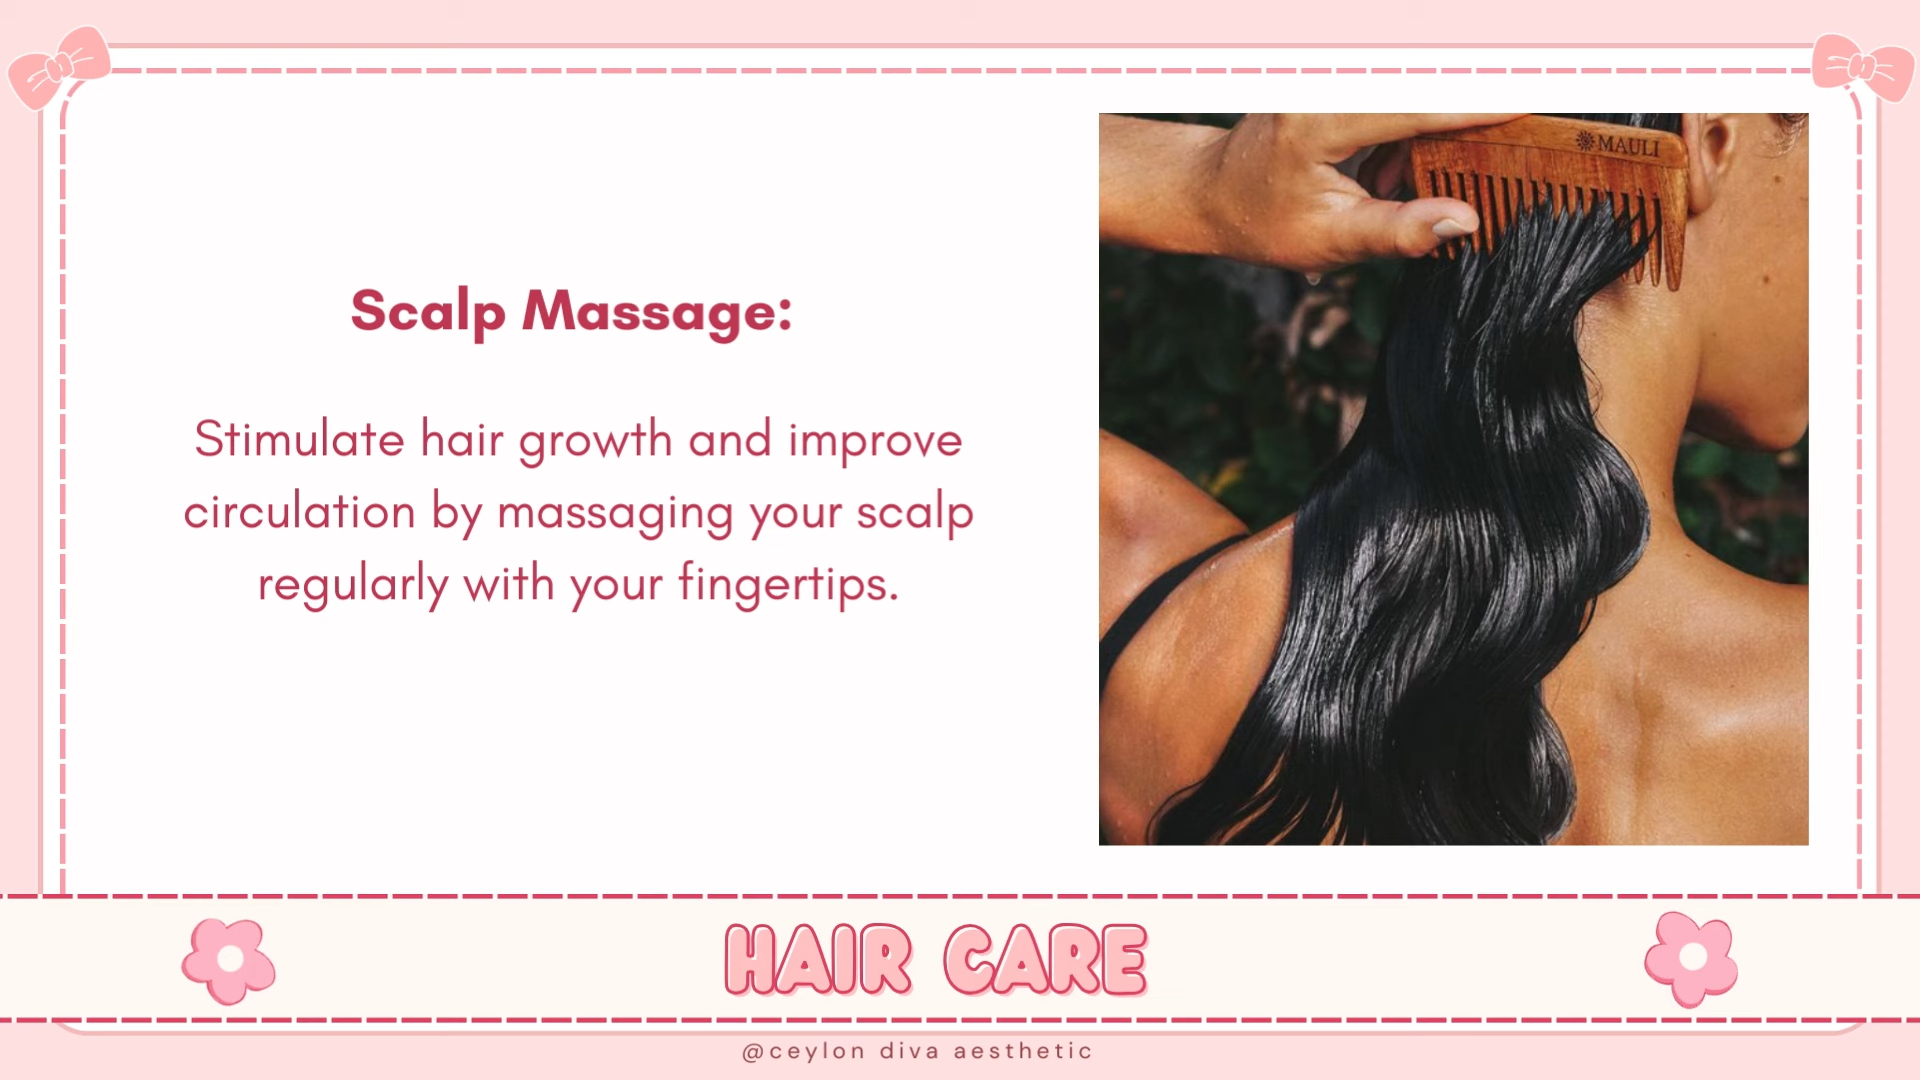 MAULI
Scalp Massage:
Stimulate hair growth and improve
circulation by massaging your scalp
regularly with your fingertips.
HAIR CARE
@ceylon diva aesthetic